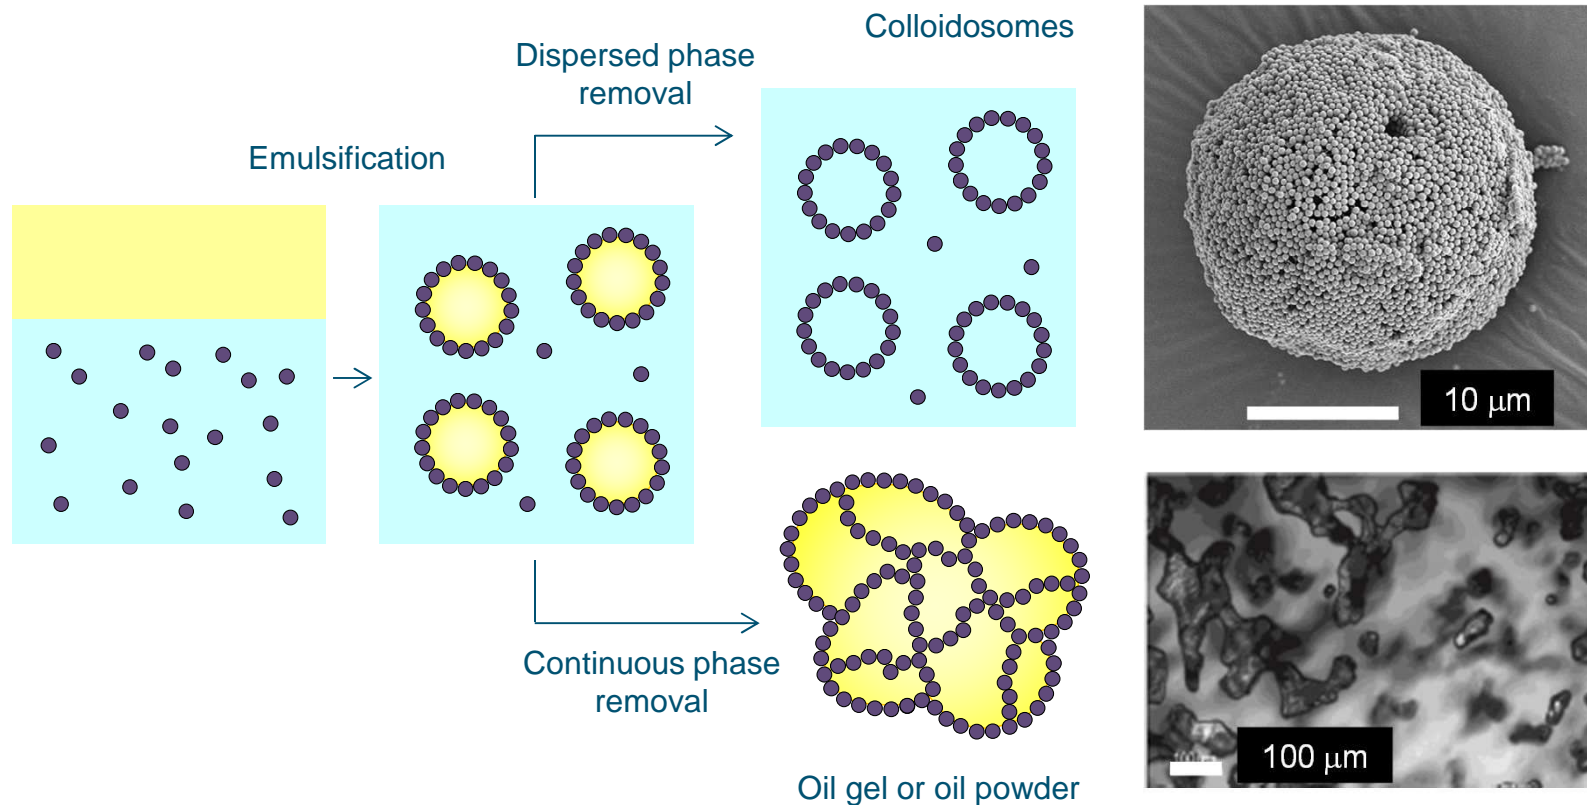 Colloidosomes
Dispersed phase
removal
Emulsification
10 μm
Continuous phase
removal
100 μm
Oil gel or oil powder